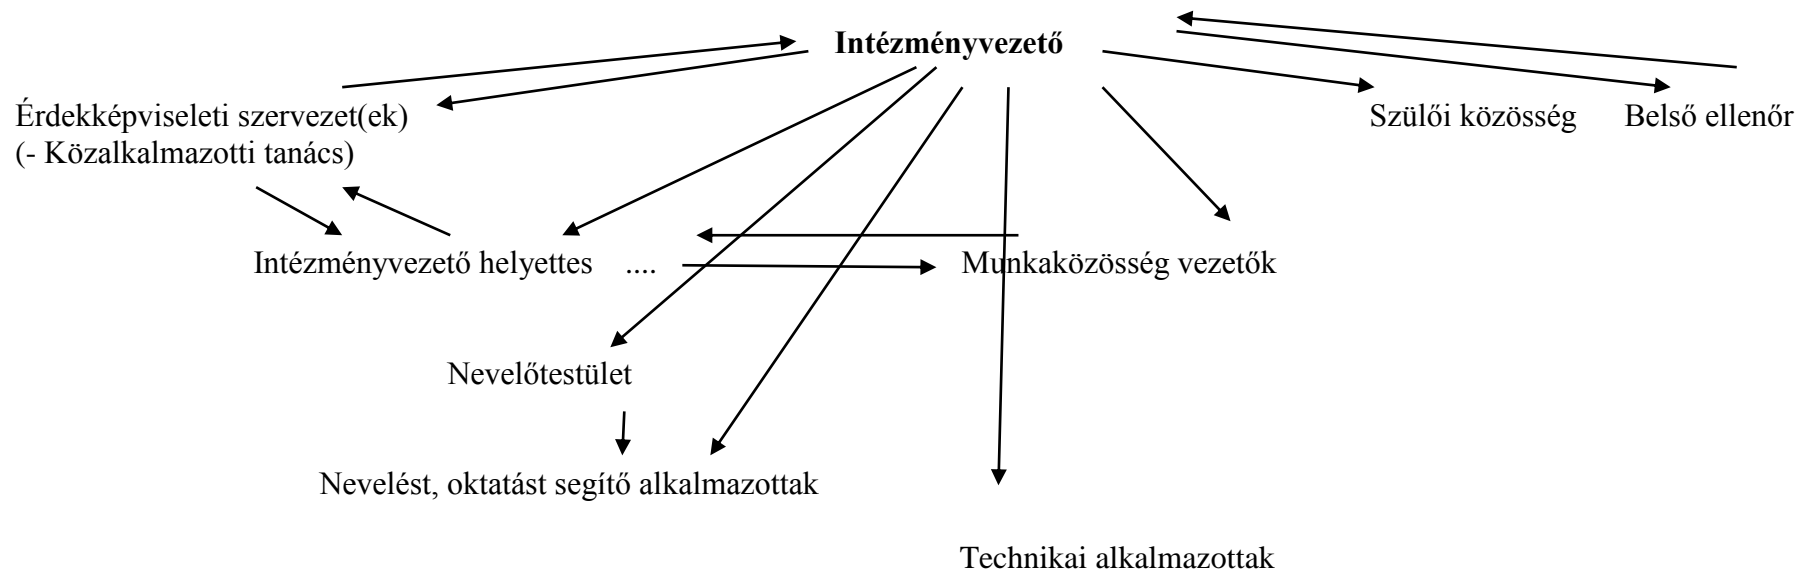 Intézményvezető
Érdekképviseleti szervezet(ek)
(- Közalkalmazotti tanács)
Szülői közösség
Belső ellenőr
Intézményvezető helyettes ....
Munkaközösség vezetők
Nevelőtestület
Nevelést, oktatást segítő alkalmazottak
Technikai alkalmazottak